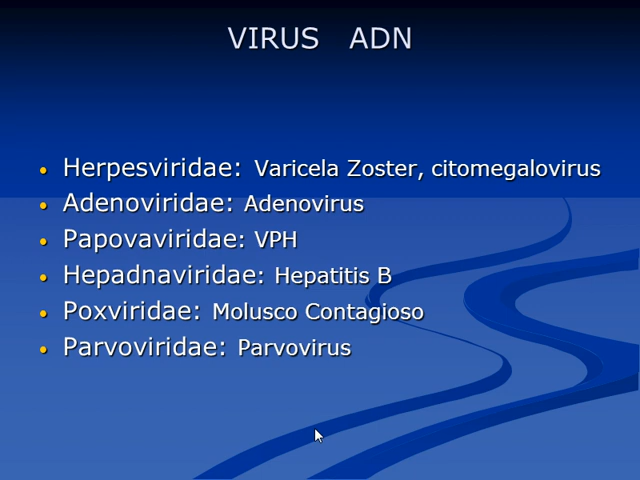 VIRUS ADN
• Herpesviridae: Varicela Zoster, citomegalovirus
• Adenoviridae: Adenovirus
• Papovaviridae: VPH
• Hepadnaviridae: Hepatitis B
• Poxviridae: Molusco Contagioso
• Parvoviridae: Parvovirus